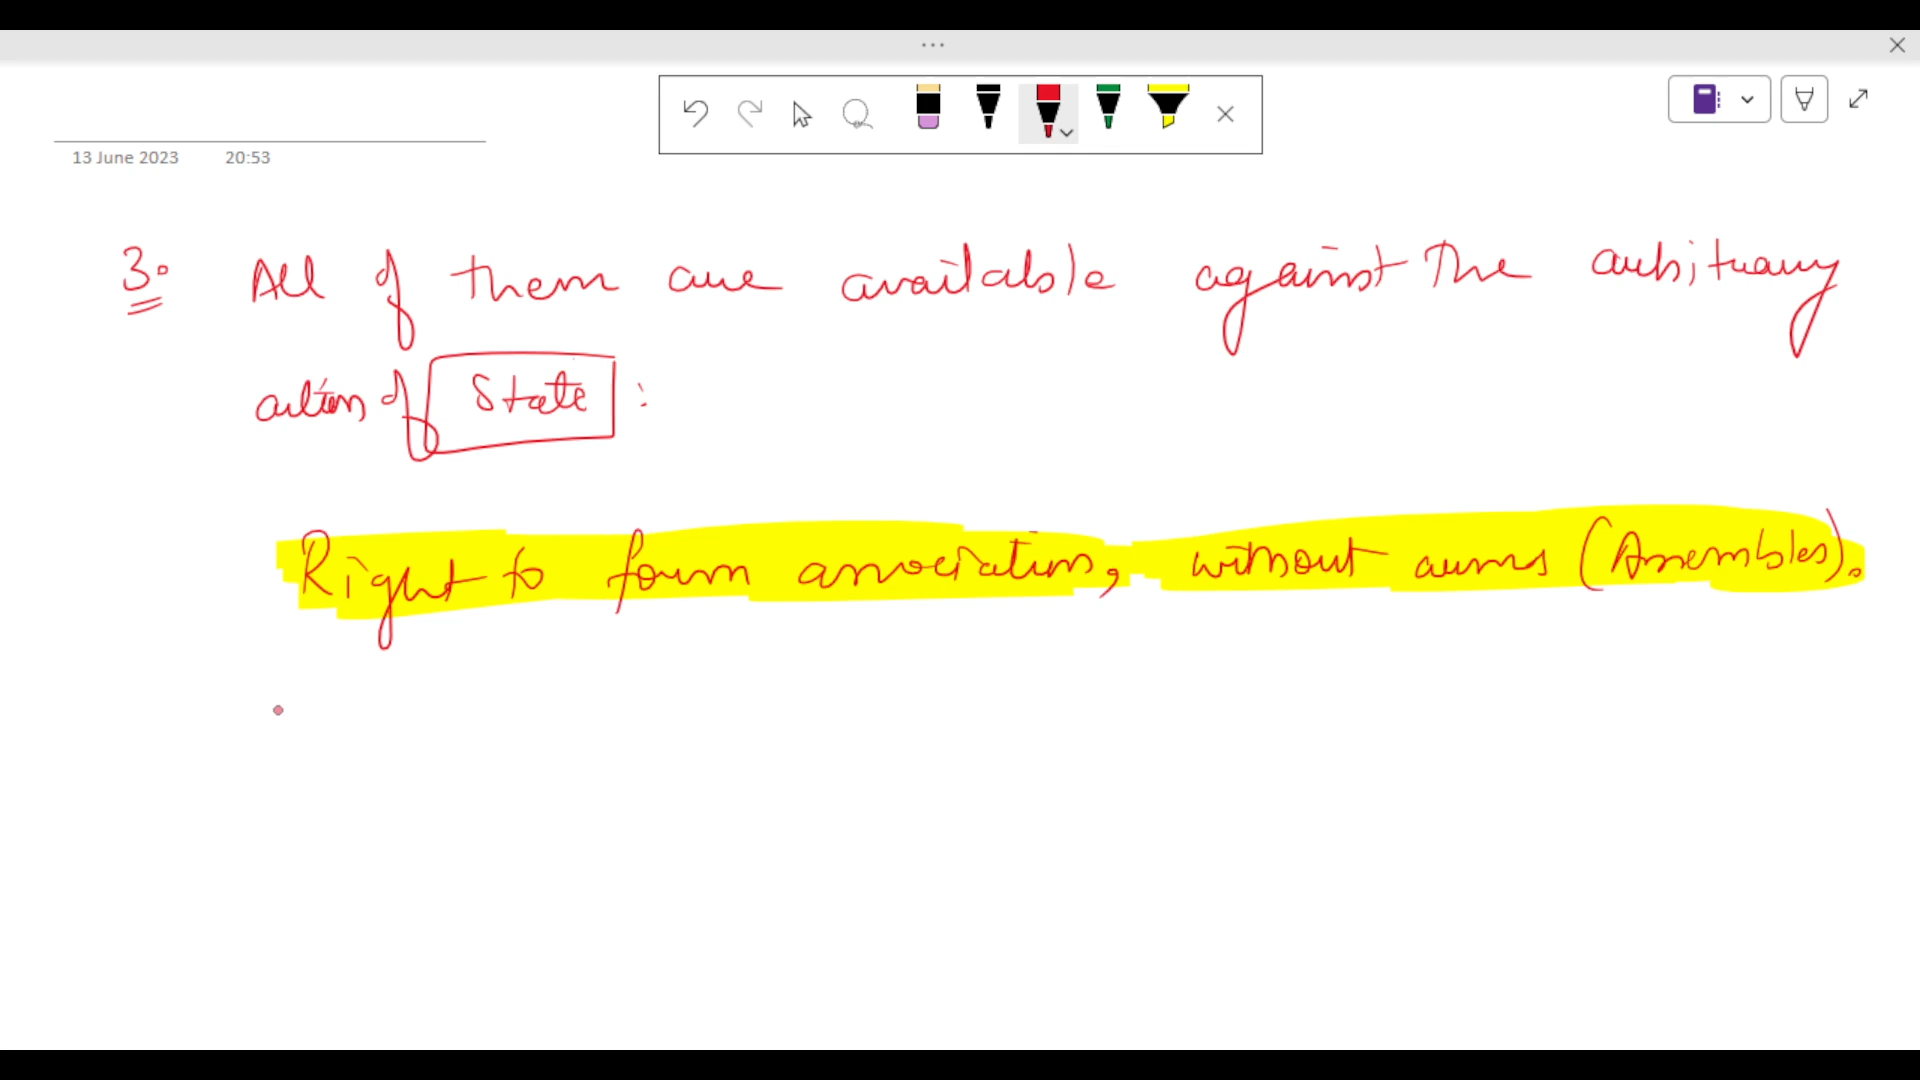 ...
13 June 2023 20:53
3. All of them are available against the arbitrary
action of State :
Right to form association, without arms (Assembles).